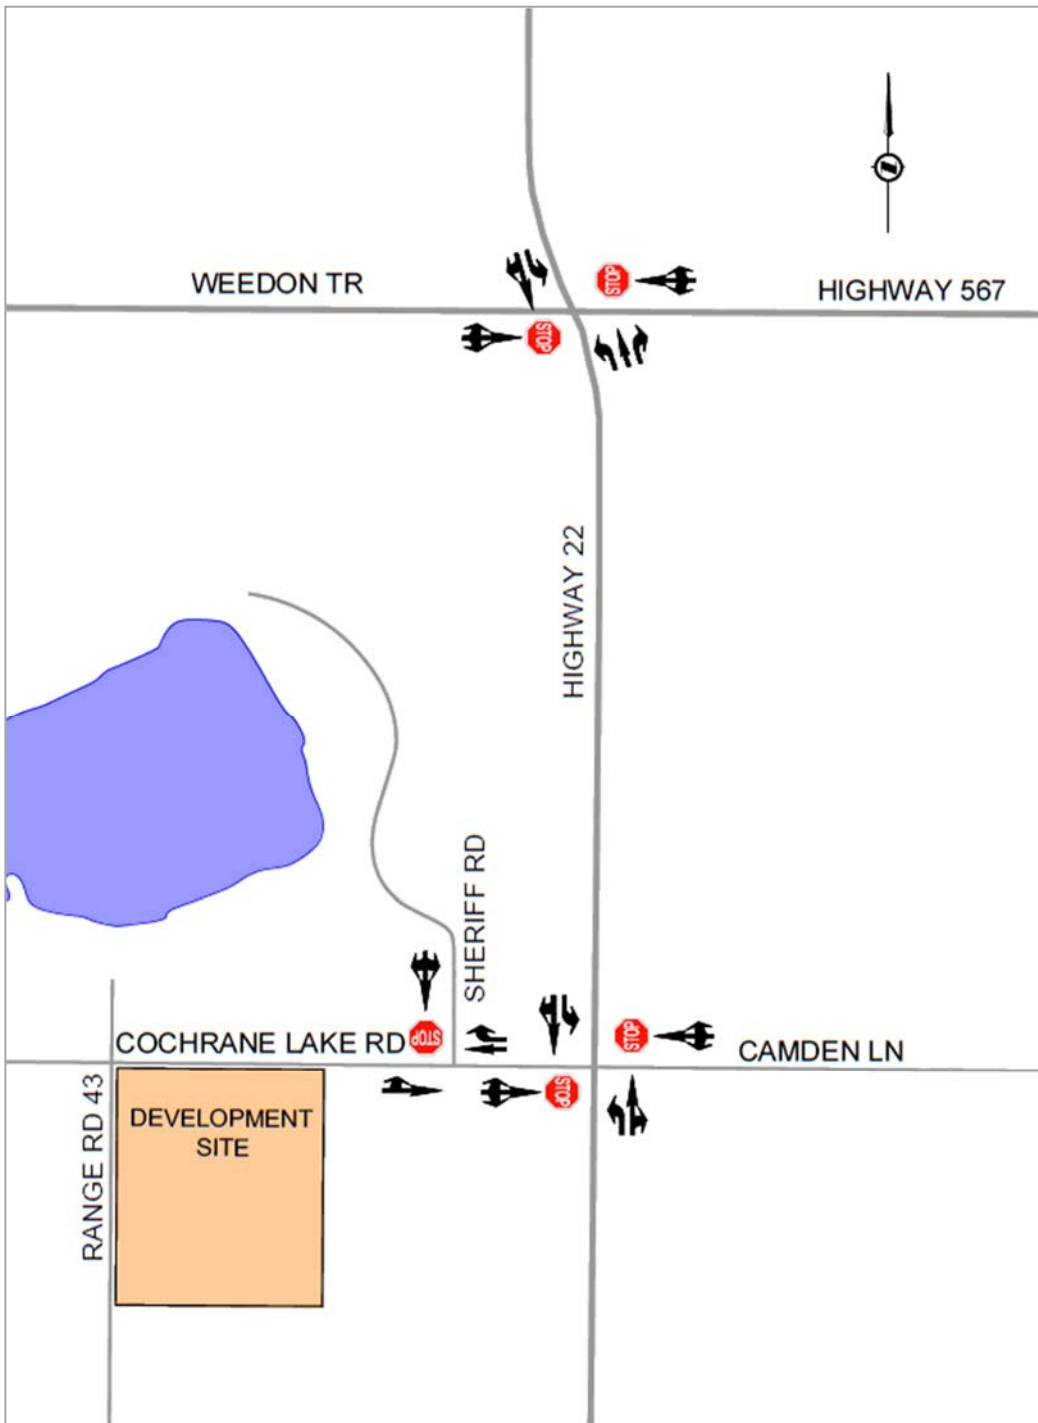 WEEDON TR
STOP
HIGHWAY 567
STOP
HIGHWAY 22
SHERIFF RD
COCHRANE LAKE RD
STOP
STOP
CAMDEN LN
STOP
RANGE RD 43
DEVELOPMENT
SITE